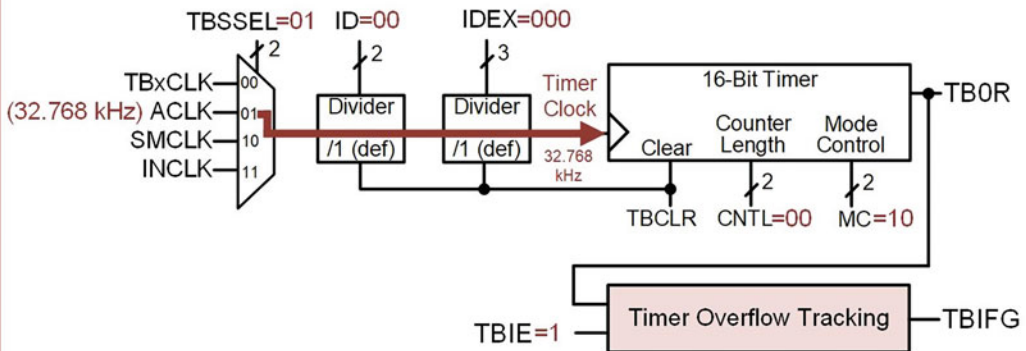 TBSSEL=01 ID=00 IDEX=000
2 2 3
TBxCLK 00
(32.768 kHz) ACLK 01
SMCLK 10
INCLK 11
Divider
/1 (def)
Divider
/1 (def)
Timer
Clock
32.768
kHz
16-Bit Timer
Clear
Counter
Length
Mode
Control
TB0R
2 2
TBCLR CNTL=00 MC=10
Timer Overflow Tracking
TBIE=1
TBIFG